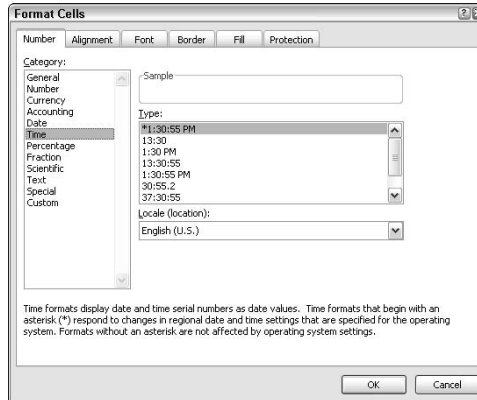 Format Cells
Number Alignment Font Border Fill Protection
Category:
General
Number
Currency
Accounting
Date
Time
Percentage
Fraction
Scientific
Text
Special
Custom
Sample
Type:
*1:30:55 PM
13:30
1:30 PM
13:30:55
1:30:55 PM
30:55.2
37:30:55
Locale (location):
English (U.S.)
Time formats display date and time serial numbers as date values. Time formats that begin with an
asterisk (*) respond to changes in regional date and time settings that are specified for the operating
system. Formats without an asterisk are not affected by operating system settings.
OK Cancel